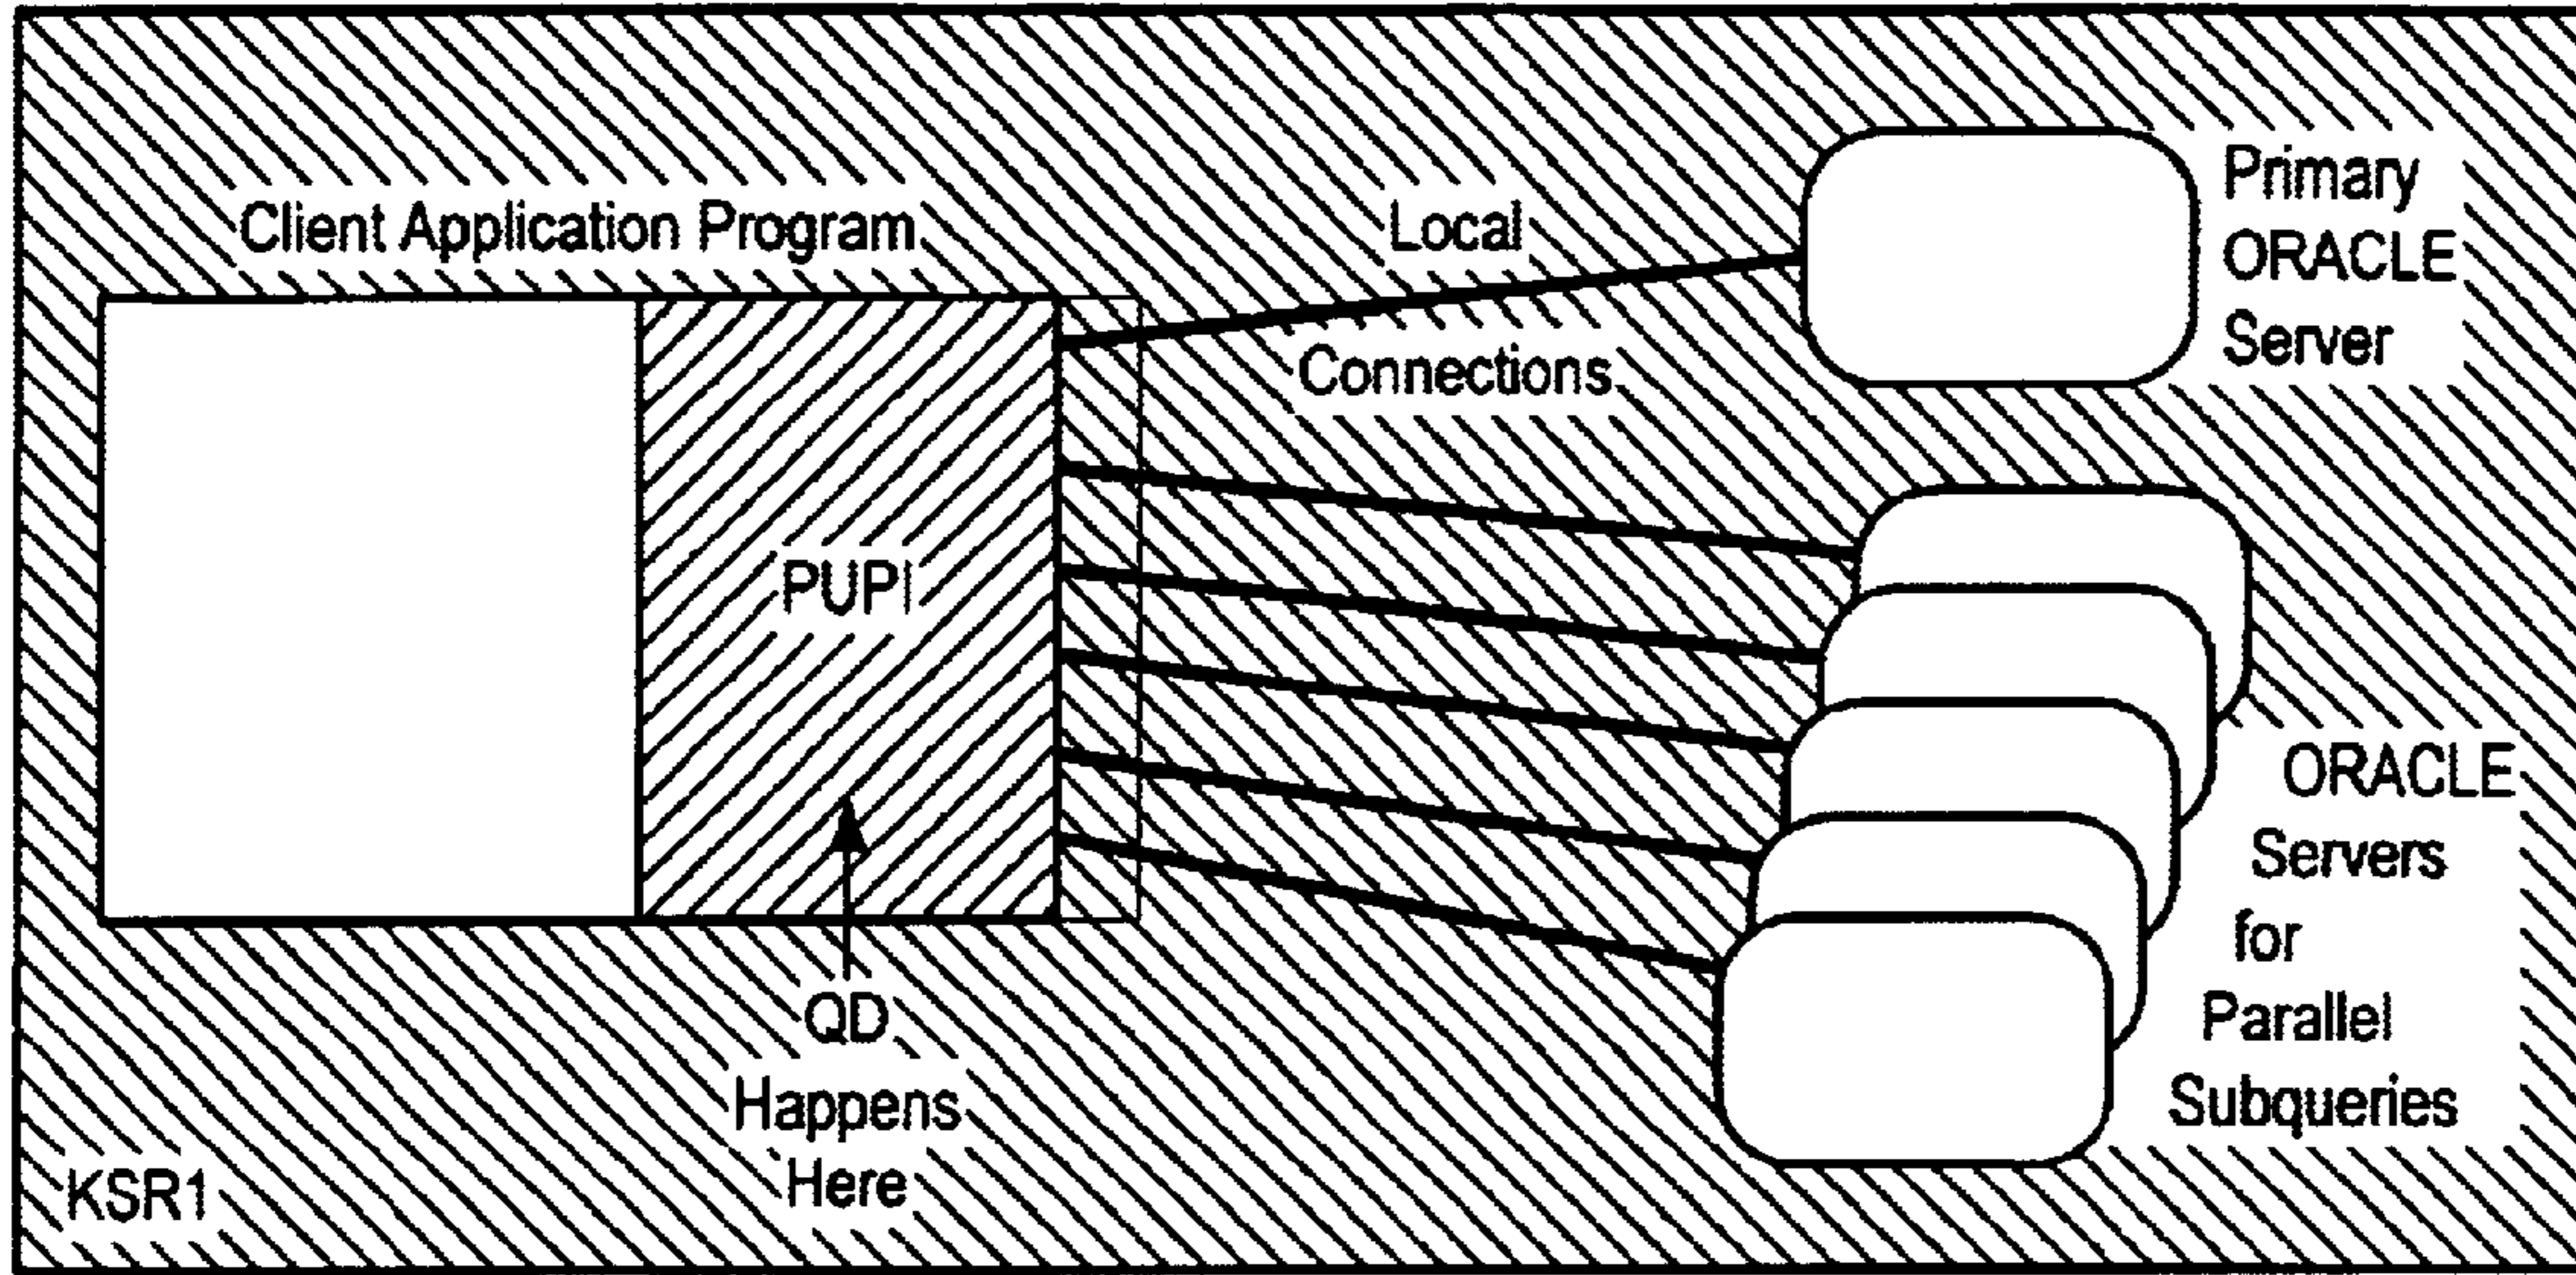 Client Application Program
Local
Connections
Primary
ORACLE
Server
PUPI
QD
Happens
Here
ORACLE
Servers
for
Parallel
Subqueries
KSR1